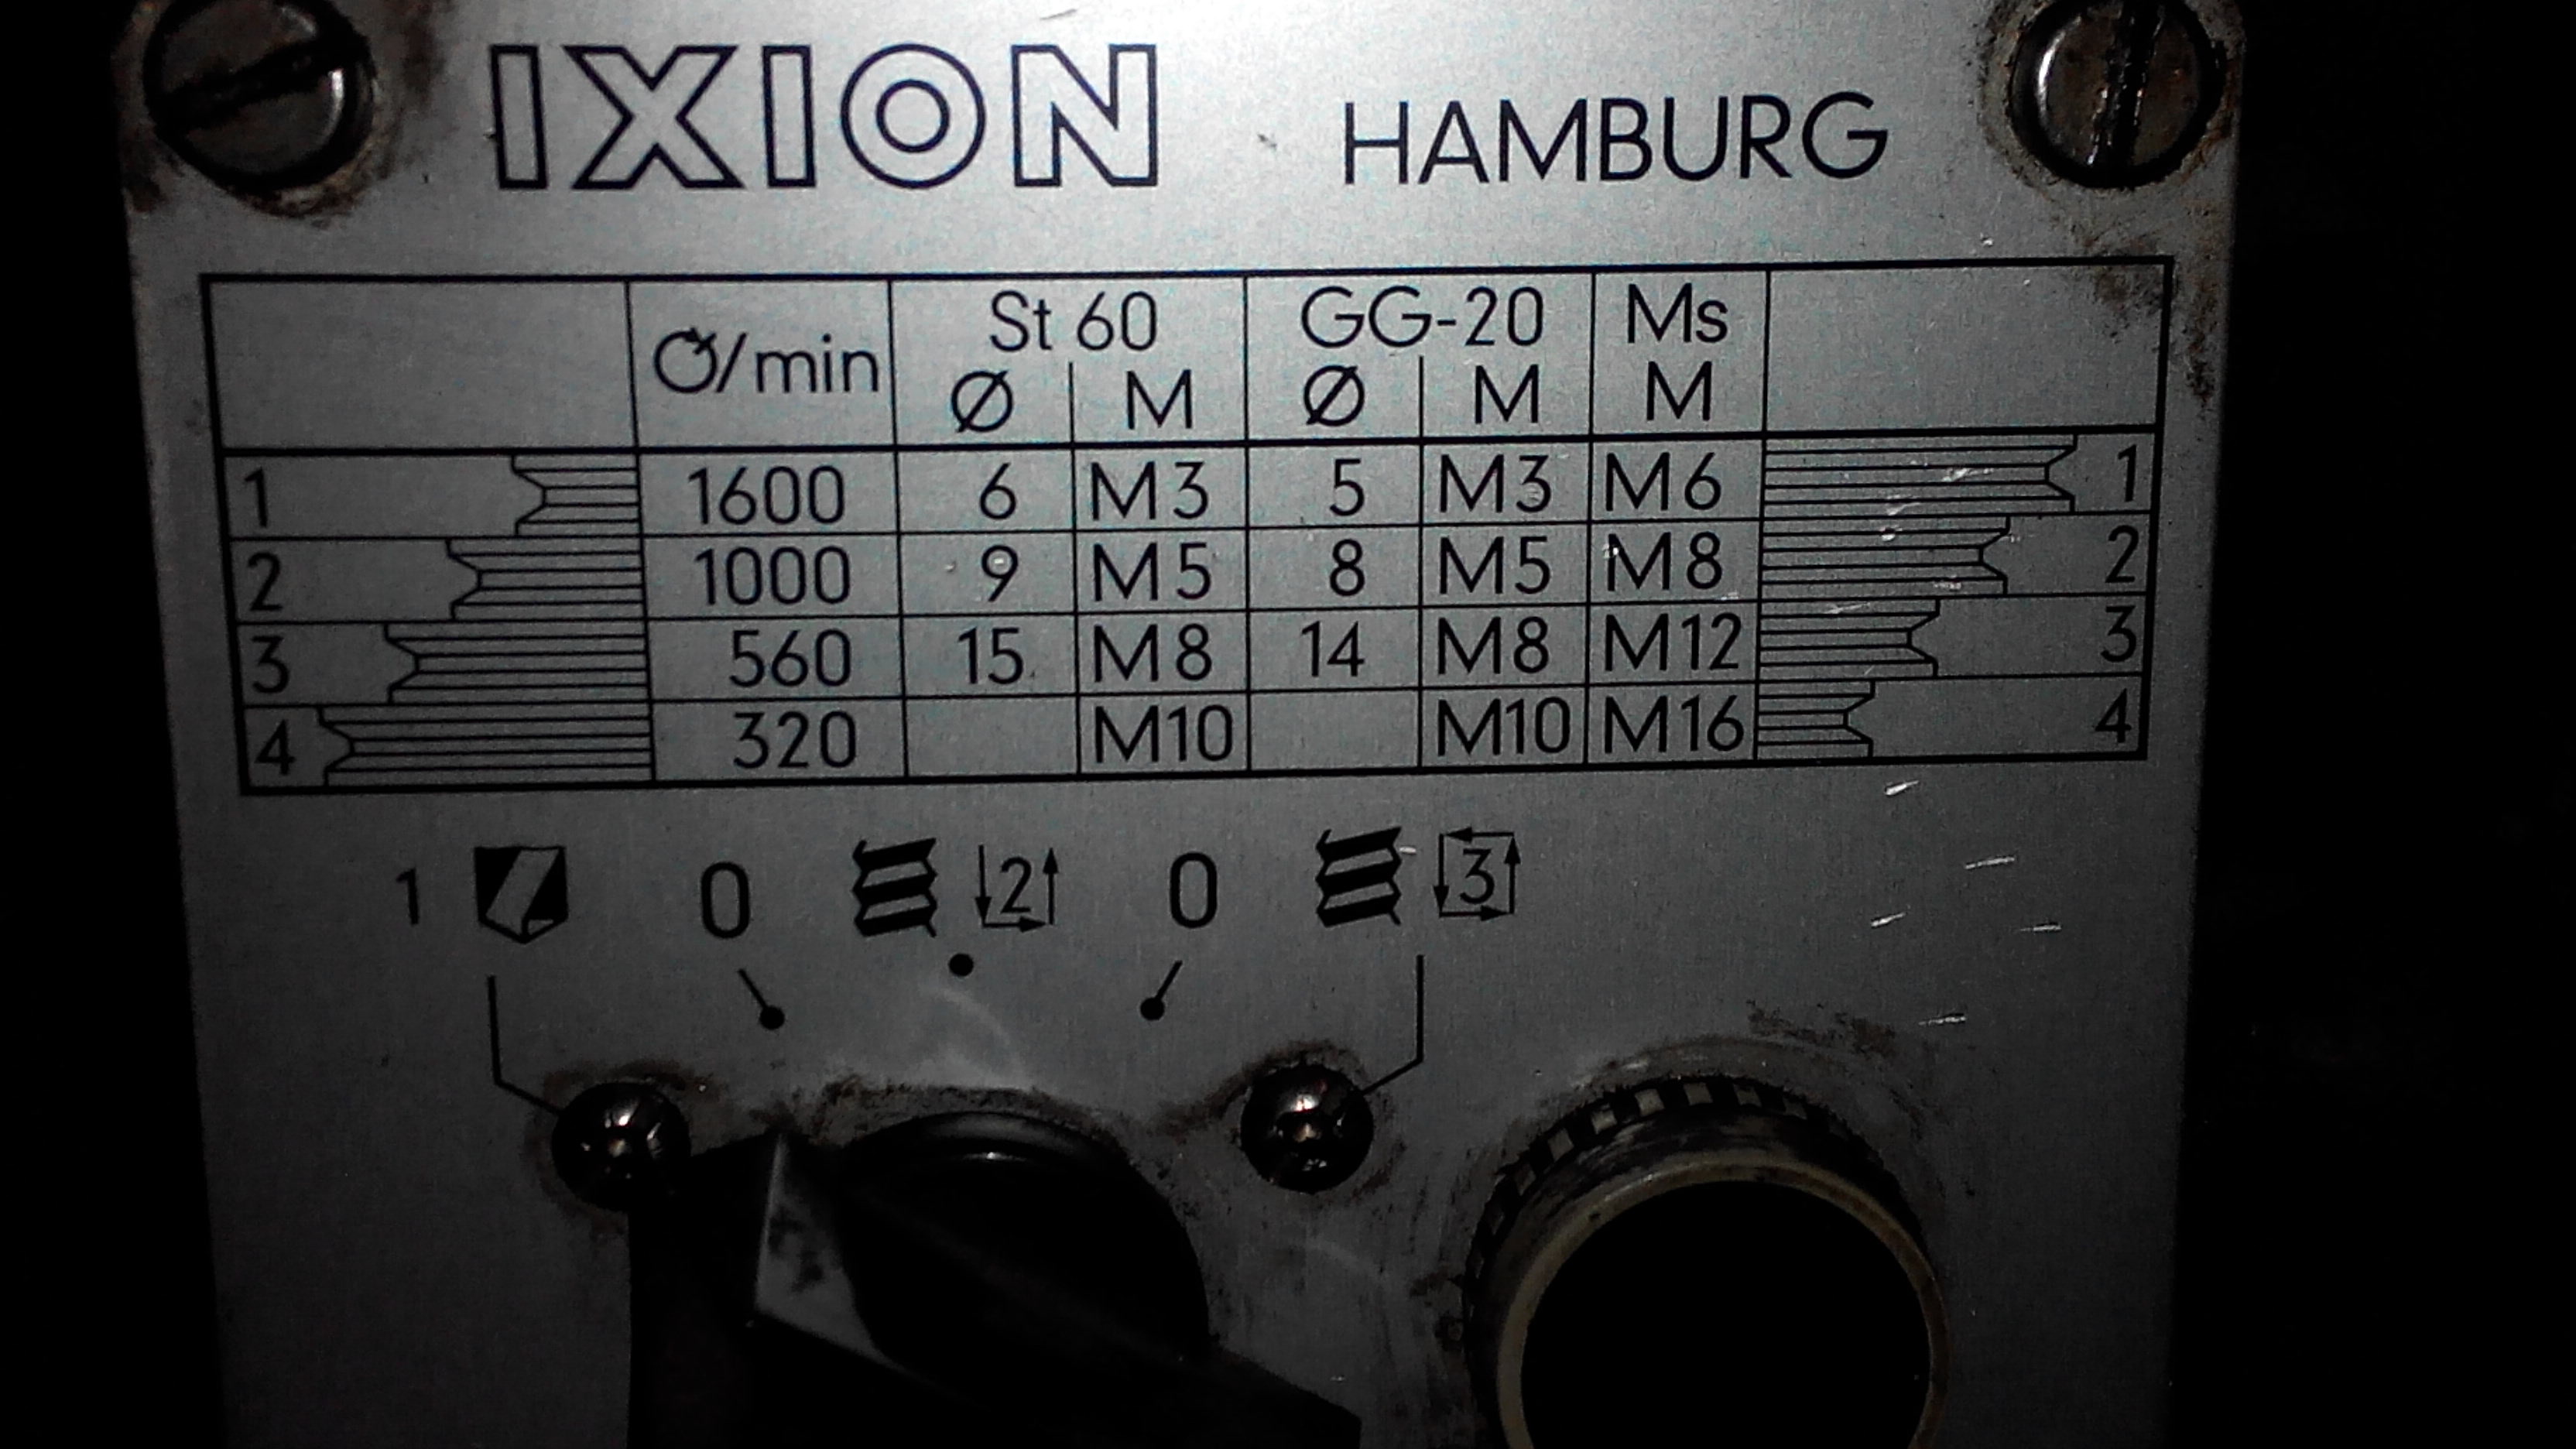 IXION HAMBURG
St 60 GG-20 Ms
/min Ø M Ø M M
1 1600 6 M3 5 M3 M6 1
2 1000 9 M5 8 M5 M8 2
3 560 15 M8 14 M8 M12 3
4 320 M10 M10 M16 4
1 0 2 0 3